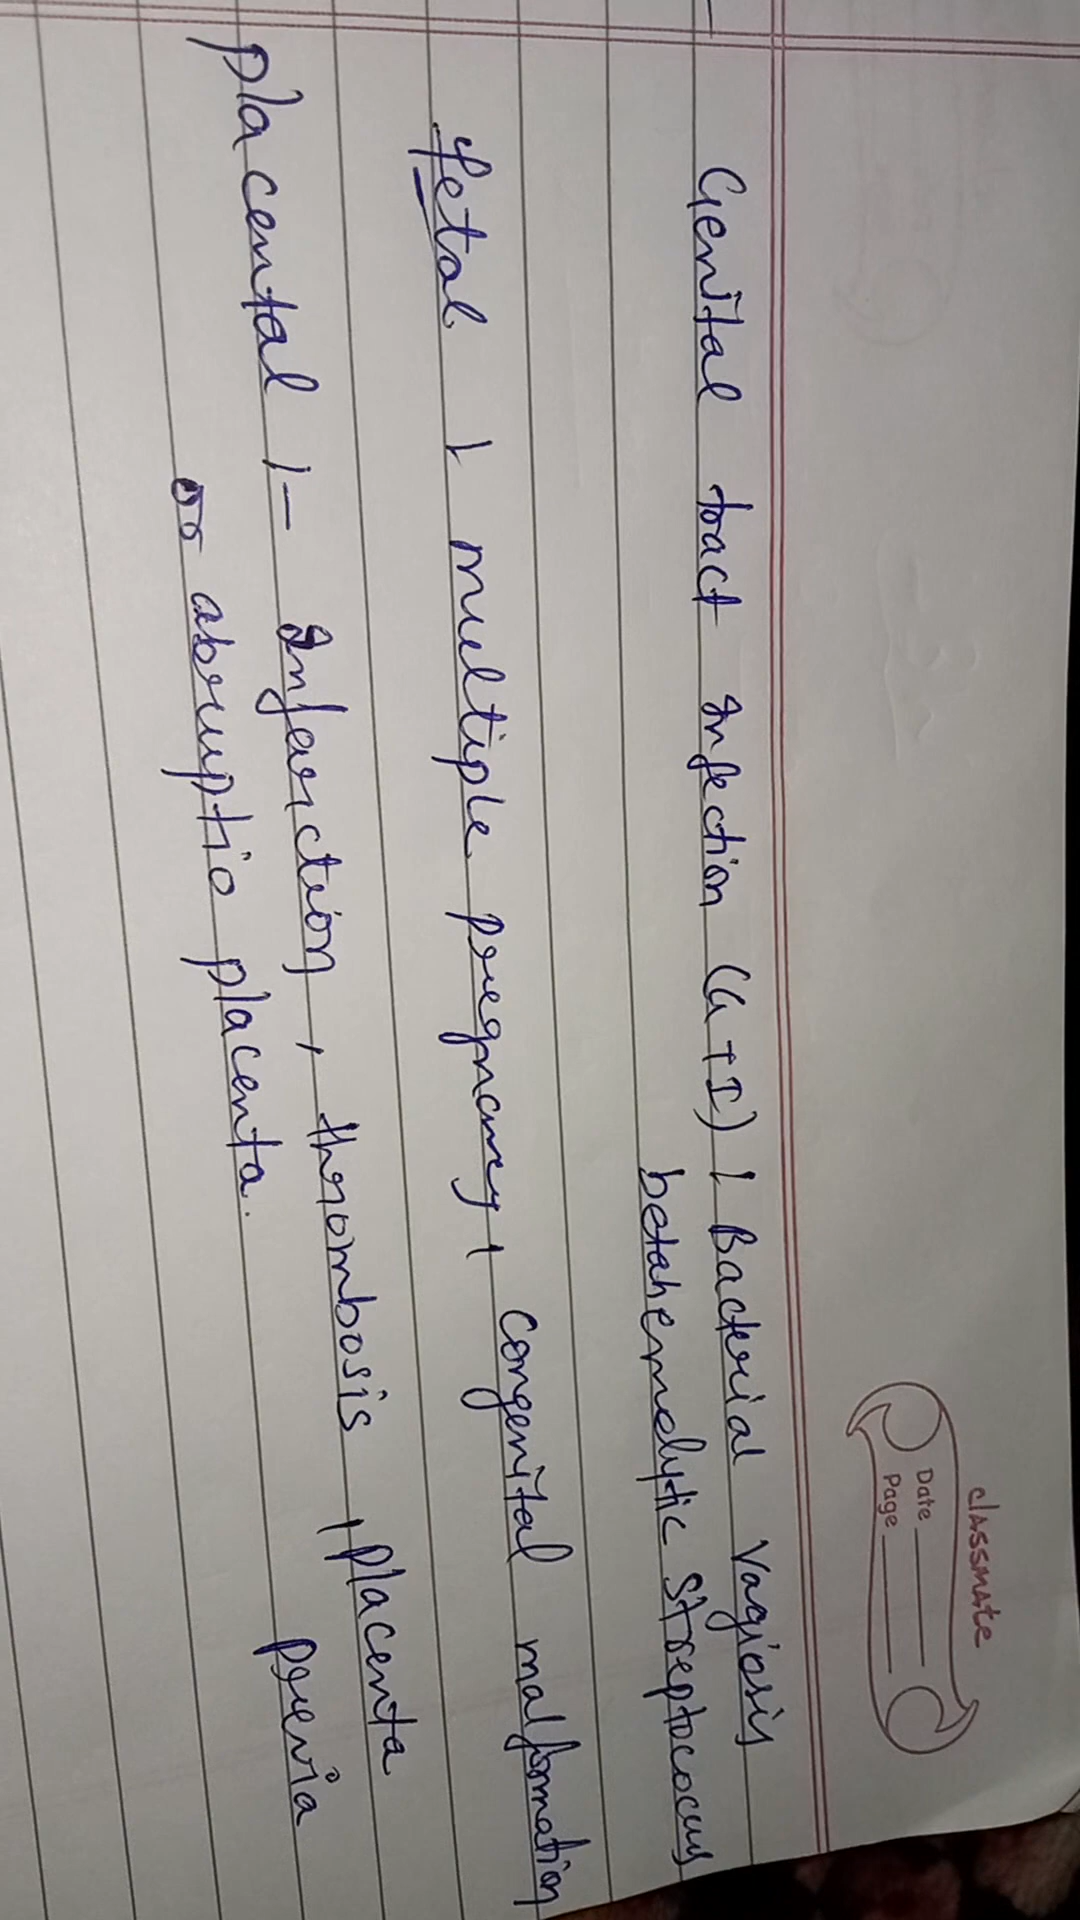 classmate
Date
Page
Genital tract Infection (GTI) | Bacterial Vagiosis
betahemolytic Streptococcus
fetal | multiple pregnancy, congenital malformation
placental :- Infarction, thrombosis, placenta
previa
or abruptio placenta.